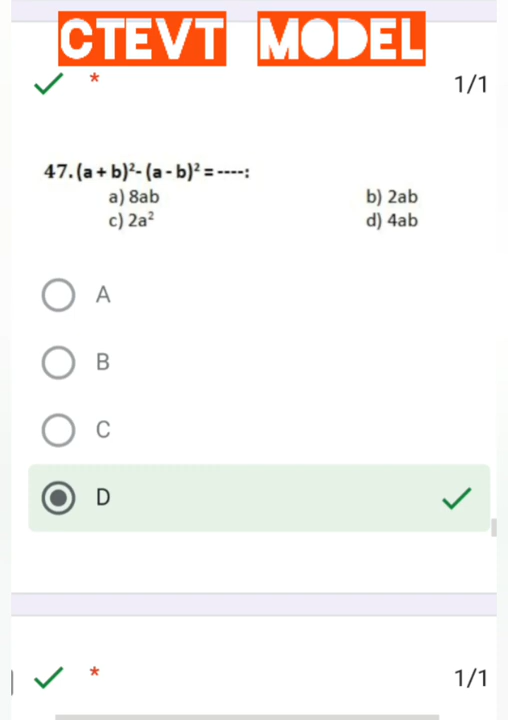 CTEVT MODEL
* 1/1
47. (a + b)²- (a - b)² = ----:
a) 8ab b) 2ab
c) 2a² d) 4ab
A
B
C
D
* 1/1